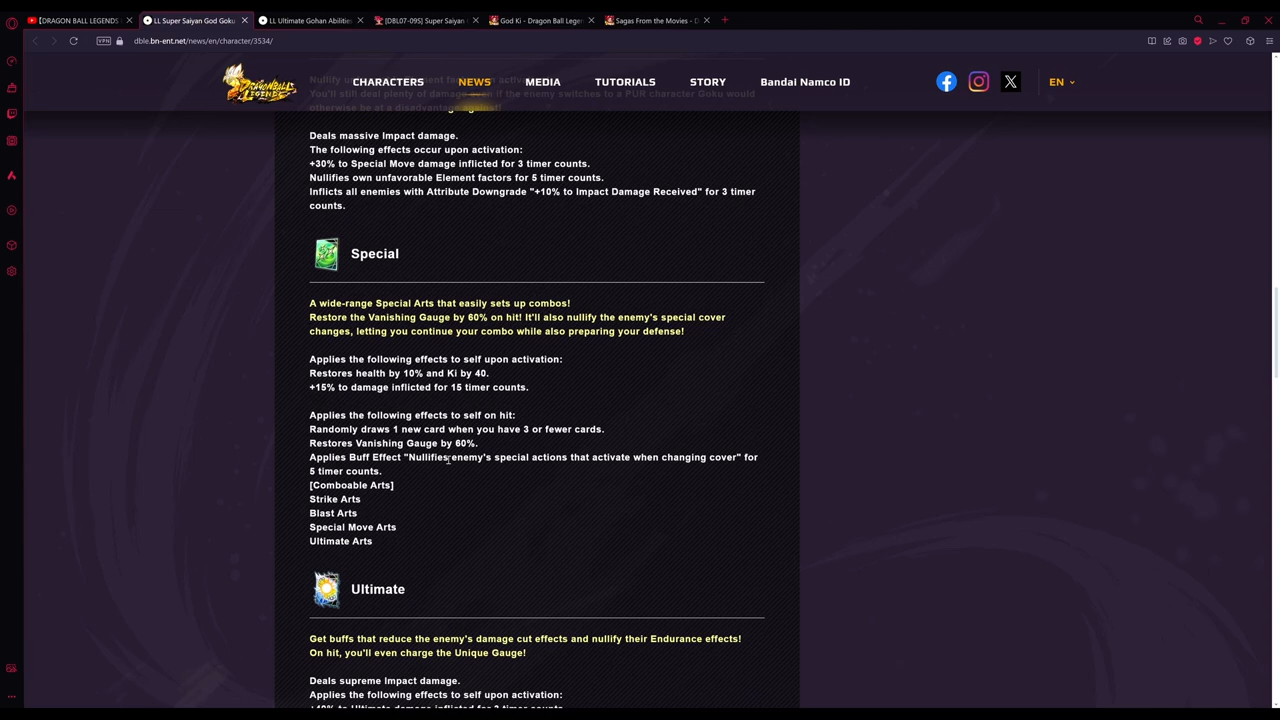 [DRAGON BALL LEGENDS
LL Super Saiyan God Goku
LL Ultimate Gohan Abilities
[DBL07-09S] Super Saiyan
God Ki - Dragon Ball Legen
Sagas From the Movies - D
VPN
dble.bn-ent.net/news/en/character/3534/
DRAGONBALL LEGENDS
CHARACTERS
NEWS
MEDIA
TUTORIALS
STORY
Bandai Namco ID
EN
otherwise be at a disadvantage against!
Deals massive Impact damage.
The following effects occur upon activation:
+30% to Special Move damage inflicted for 3 timer counts.
Nullifies own unfavorable Element factors for 5 timer counts.
Inflicts all enemies with Attribute Downgrade "+10% to Impact Damage Received" for 3 timer
counts.
Special
A wide-range Special Arts that easily sets up combos!
Restore the Vanishing Gauge by 60% on hit! It'll also nullify the enemy's special cover
changes, letting you continue your combo while also preparing your defense!
Applies the following effects to self upon activation:
Restores health by 10% and Ki by 40.
+15% to damage inflicted for 15 timer counts.
Applies the following effects to self on hit:
Randomly draws 1 new card when you have 3 or fewer cards.
Restores Vanishing Gauge by 60%.
Applies Buff Effect "Nullifies enemy's special actions that activate when changing cover" for
5 timer counts.
[Comboable Arts]
Strike Arts
Blast Arts
Special Move Arts
Ultimate Arts
Ultimate
Get buffs that reduce the enemy's damage cut effects and nullify their Endurance effects!
On hit, you'll even charge the Unique Gauge!
Deals supreme Impact damage.
Applies the following effects to self upon activation: